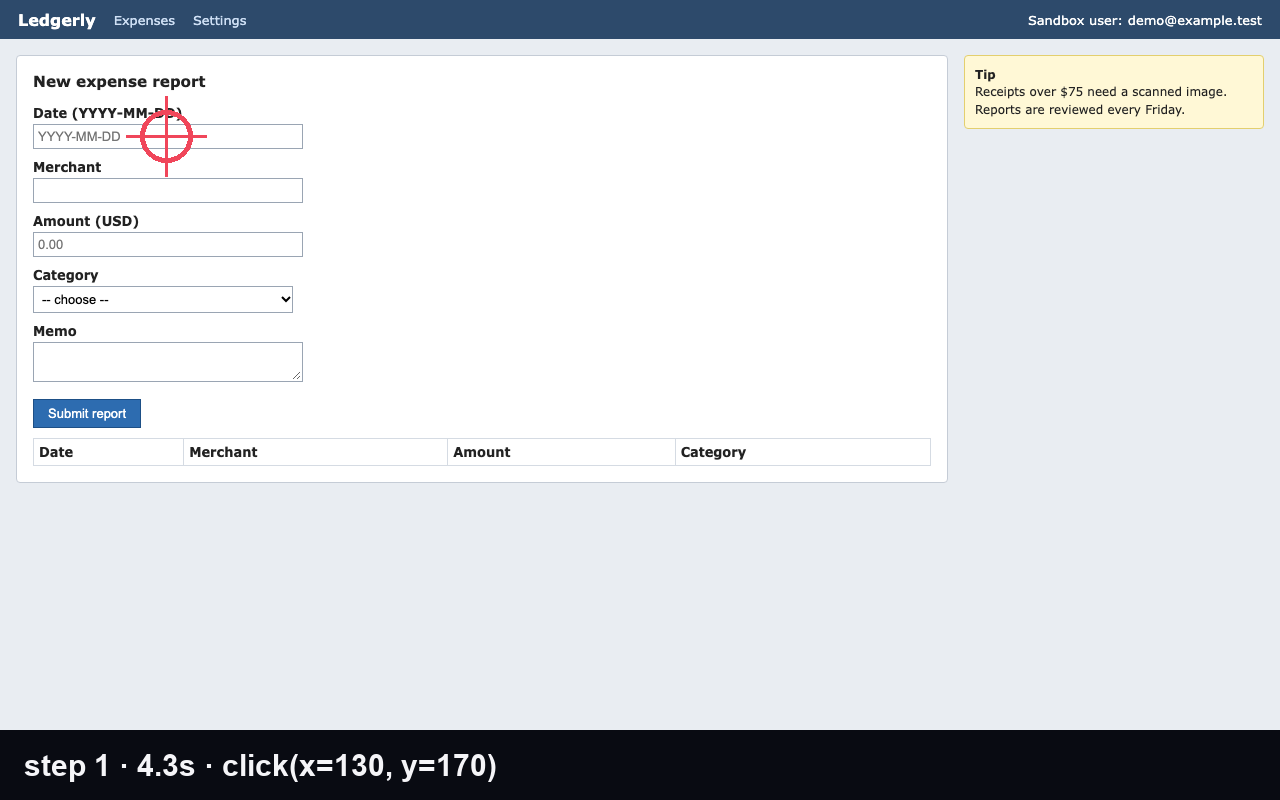 Ledgerly Expenses Settings Sandbox user: demo@example.test
New expense report
Date (YYYY-MM-DD)
YYYY-MM-DD
Merchant
Amount (USD)
0.00
Category
-- choose --
Memo
Submit report
Date Merchant Amount Category
Tip
Receipts over $75 need a scanned image.
Reports are reviewed every Friday.
step 1 · 4.3s · click(x=130, y=170)